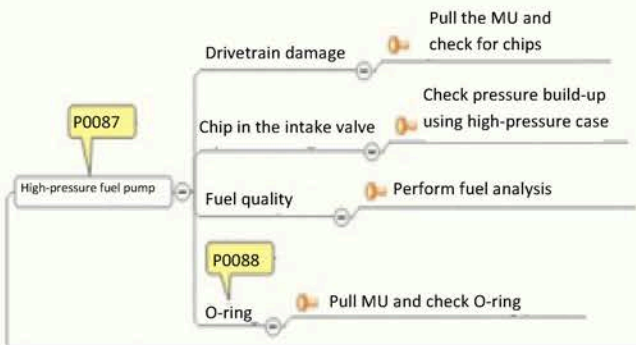 Pull the MU and
check for chips
Drivetrain damage
Check pressure build-up
using high-pressure case
Chip in the intake valve
P0087
High-pressure fuel pump
Perform fuel analysis
Fuel quality
P0088
Pull MU and check O-ring
O-ring